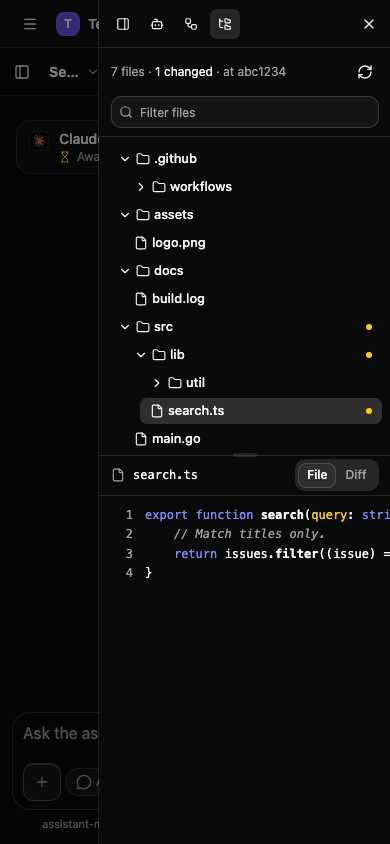 T Te
7 files · 1 changed · at abc1234
Se...
Filter files
Claude
Awa
.github
workflows
assets
logo.png
docs
build.log
src
lib
util
search.ts
main.go
search.ts File Diff
1 export function search(query: stri
2 // Match titles only.
3 return issues.filter((issue) =
4 }
Ask the as
assistant-m